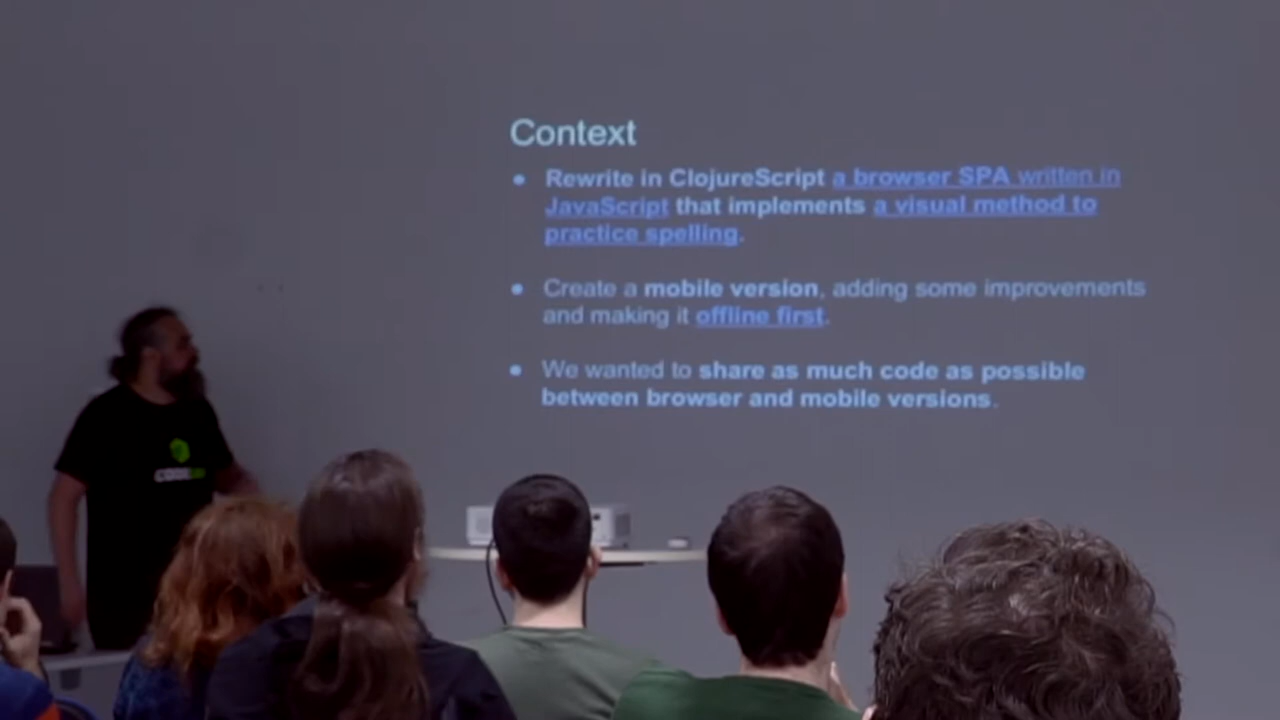 Context
• Rewrite in ClojureScript a browser SPA written in
JavaScript that implements a visual method to
practice spelling.
• Create a mobile version, adding some improvements
and making it offline first.
• We wanted to share as much code as possible
between browser and mobile versions.